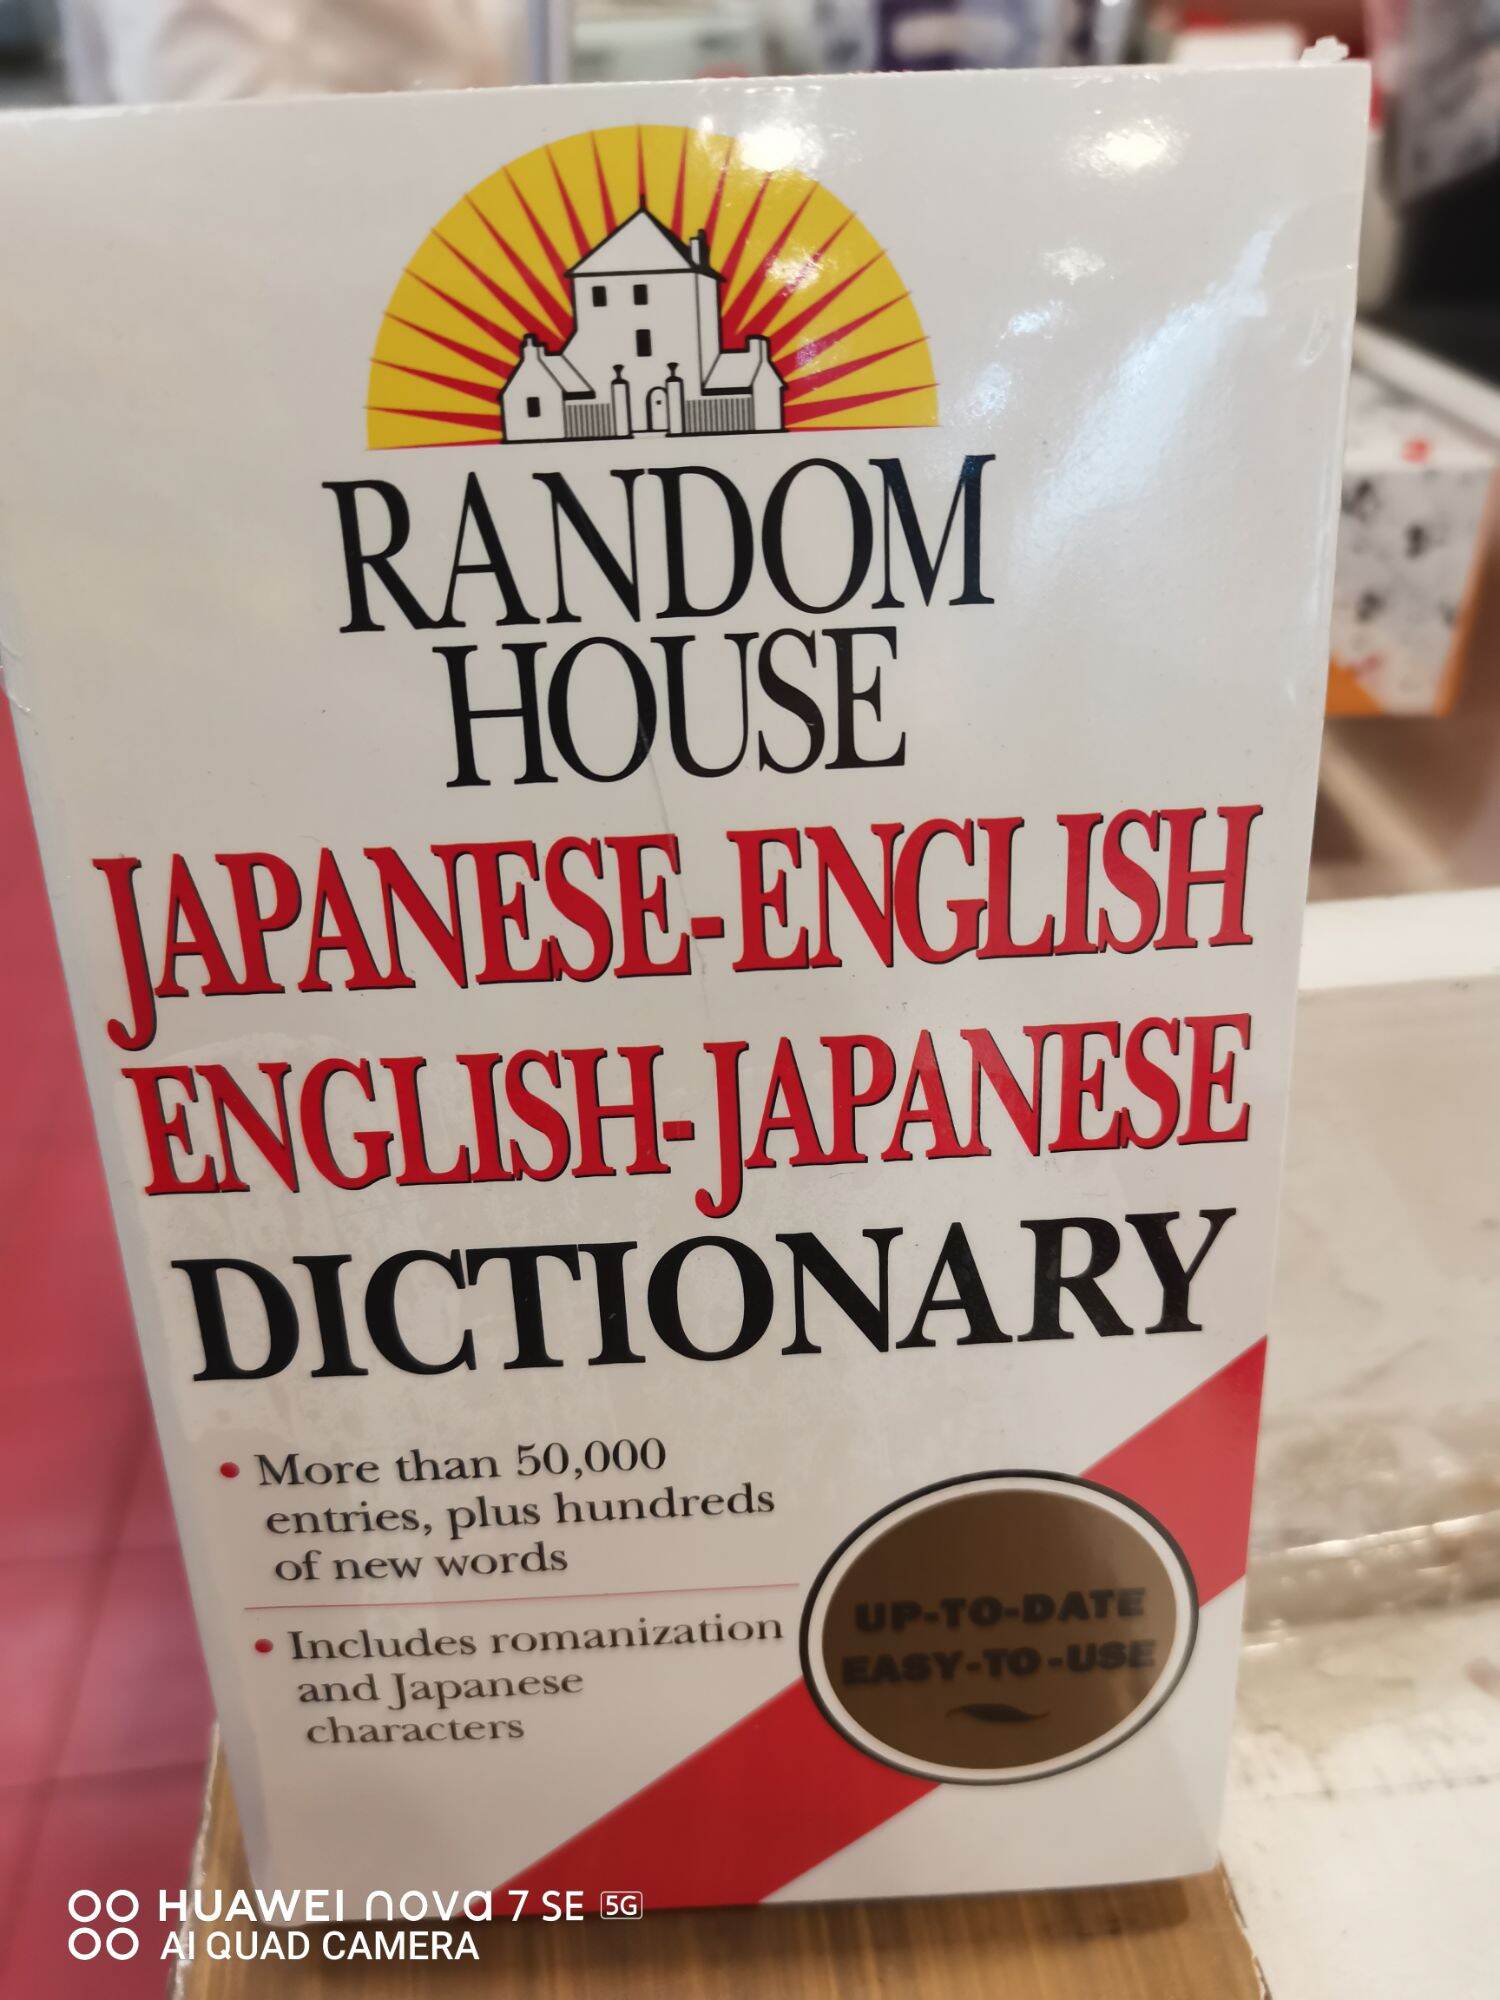 RANDOM
HOUSE
JAPANESE-ENGLISH
ENGLISH-JAPANESE
DICTIONARY
• More than 50,000
entries, plus hundreds
of new words
• Includes romanization
and Japanese
characters
UP-TO-DATE
EASY-TO-USE
HUAWEI nova 7 SE 5G
AI QUAD CAMERA